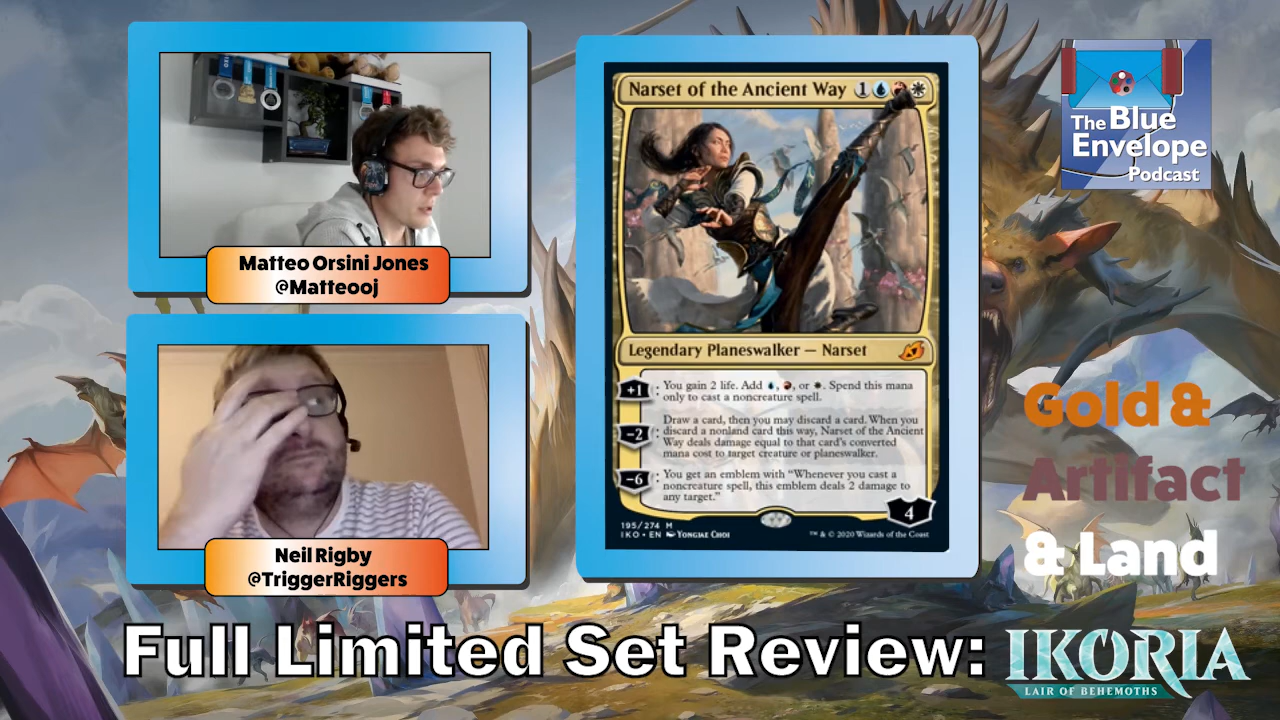 Matteo Orsini Jones
@Matteooj
Neil Rigby
@TriggerRiggers
Narset of the Ancient Way 1
Legendary Planeswalker — Narset
+1 : You gain 2 life. Add , , or . Spend this mana
only to cast a noncreature spell.
-2 : Draw a card, then you may discard a card. When you
discard a nonland card this way, Narset of the Ancient
Way deals damage equal to that card's converted
mana cost to target creature or planeswalker.
-6 : You get an emblem with "Whenever you cast a
noncreature spell, this emblem deals 2 damage to
any target."
4
195/274 M
IKO • EN Yongjae Choi
™ & © 2020 Wizards of the Coast
The Blue
Envelope
Podcast
Gold &
Artifact
& Land
Full Limited Set Review:
IKORIA
LAIR OF BEHEMOTHS